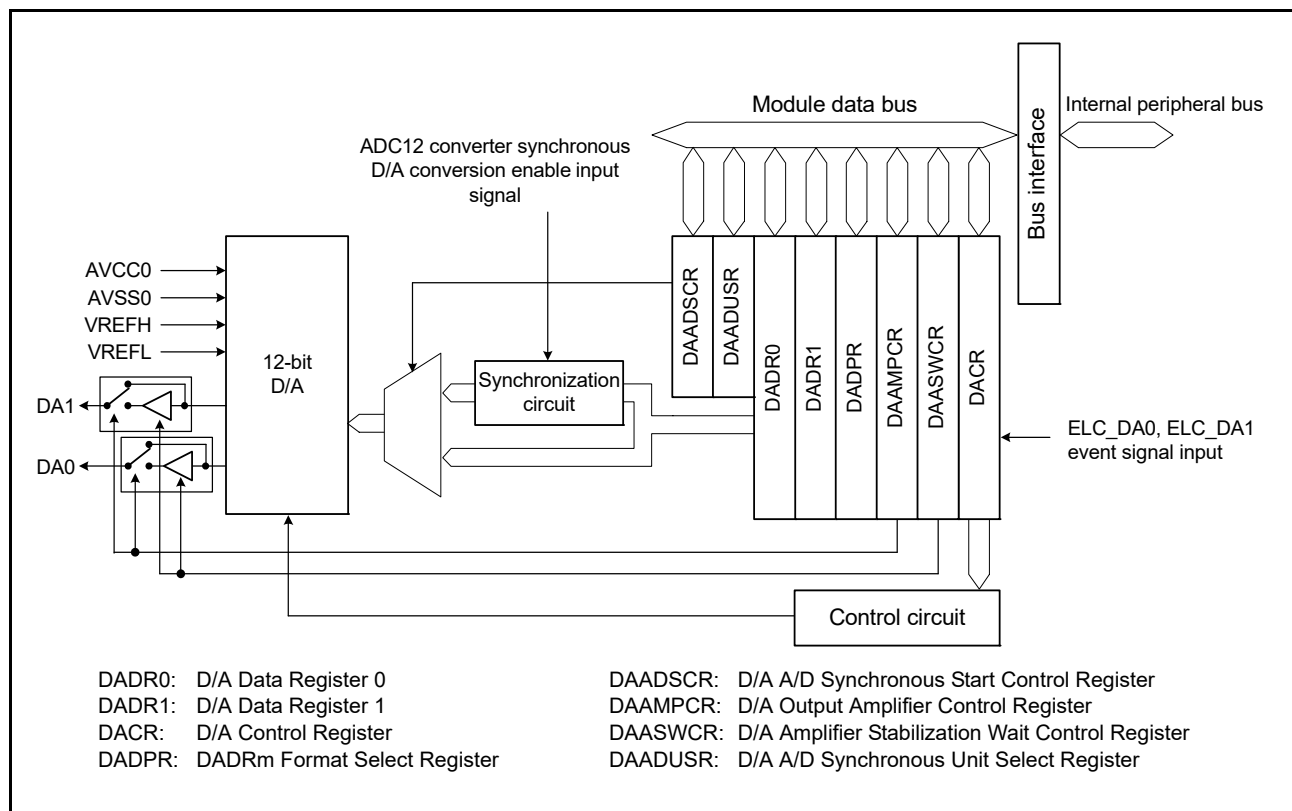 Module data bus
Internal peripheral bus
Bus interface
ADC12 converter synchronous
D/A conversion enable input
signal
AVCC0
AVSS0
VREFH
VREFL
12-bit
D/A
DA1
DA0
Synchronization
circuit
DAADSCR
DAADUSR
DADR0
DADR1
DADPR
DAAMPCR
DAASWCR
DACR
ELC_DA0, ELC_DA1
event signal input
Control circuit
DADR0: D/A Data Register 0
DADR1: D/A Data Register 1
DACR: D/A Control Register
DADPR: DADRm Format Select Register
DAADSCR: D/A A/D Synchronous Start Control Register
DAAMPCR: D/A Output Amplifier Control Register
DAASWCR: D/A Amplifier Stabilization Wait Control Register
DAADUSR: D/A A/D Synchronous Unit Select Register